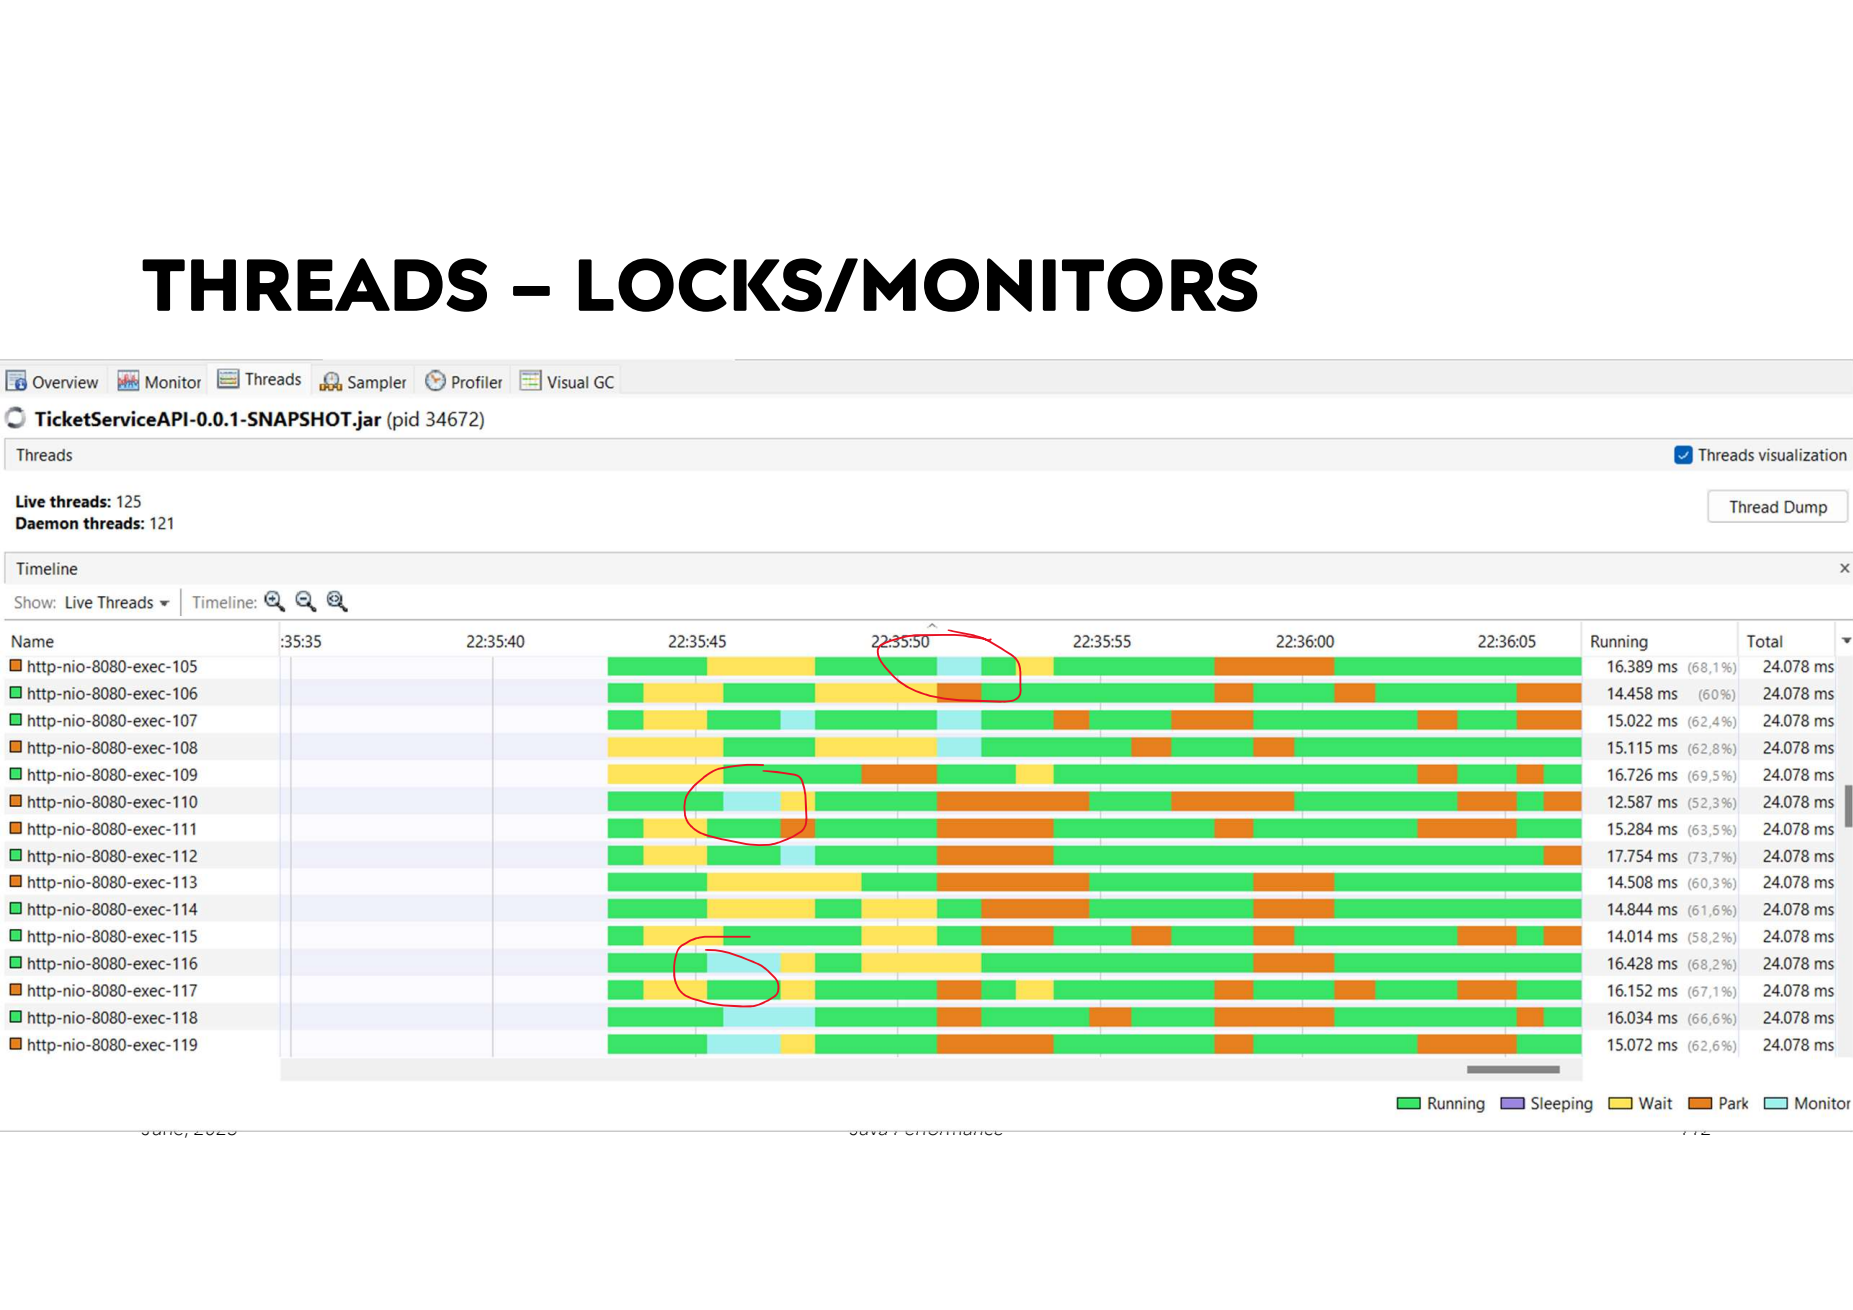 THREADS – LOCKS/MONITORS
Overview Monitor Threads Sampler Profiler Visual GC
TicketServiceAPI-0.0.1-SNAPSHOT.jar (pid 34672)
Threads Threads visualization
Live threads: 125
Daemon threads: 121
Thread Dump
Timeline
Show: Live Threads Timeline:
Name :35:35 22:35:40 22:35:45 22:35:50 22:35:55 22:36:00 22:36:05 Running Total
http-nio-8080-exec-105 16.389 ms (68,1%) 24.078 ms
http-nio-8080-exec-106 14.458 ms (60%) 24.078 ms
http-nio-8080-exec-107 15.022 ms (62,4%) 24.078 ms
http-nio-8080-exec-108 15.115 ms (62,8%) 24.078 ms
http-nio-8080-exec-109 16.726 ms (69,5%) 24.078 ms
http-nio-8080-exec-110 12.587 ms (52,3%) 24.078 ms
http-nio-8080-exec-111 15.284 ms (63,5%) 24.078 ms
http-nio-8080-exec-112 17.754 ms (73,7%) 24.078 ms
http-nio-8080-exec-113 14.508 ms (60,3%) 24.078 ms
http-nio-8080-exec-114 14.844 ms (61,6%) 24.078 ms
http-nio-8080-exec-115 14.014 ms (58,2%) 24.078 ms
http-nio-8080-exec-116 16.428 ms (68,2%) 24.078 ms
http-nio-8080-exec-117 16.152 ms (67,1%) 24.078 ms
http-nio-8080-exec-118 16.034 ms (66,6%) 24.078 ms
http-nio-8080-exec-119 15.072 ms (62,6%) 24.078 ms
Running Sleeping Wait Park Monitor
Java Performance